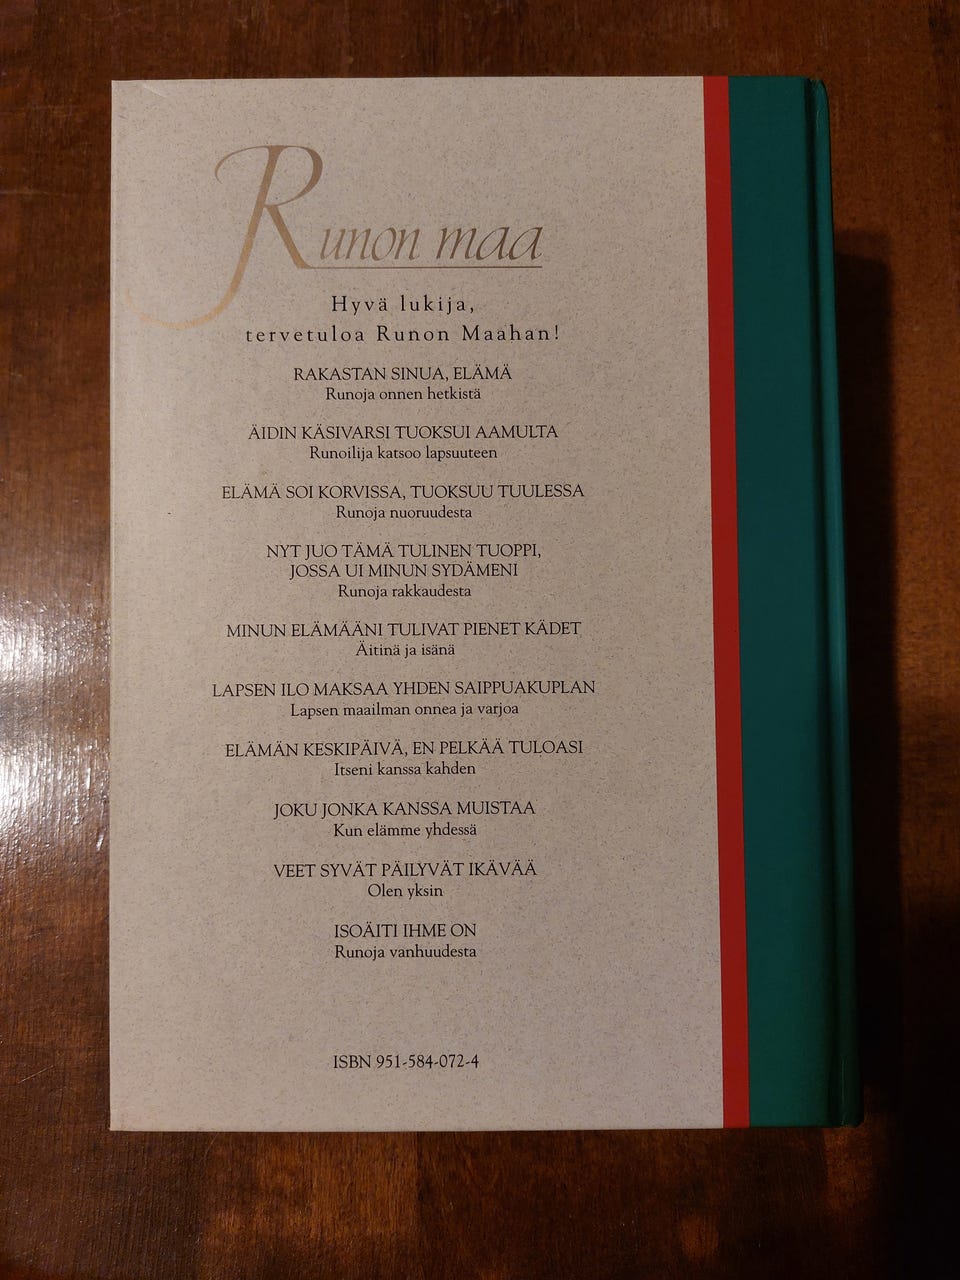 Runon maa
Hyvä lukija,
tervetuloa Runon Maahan!
RAKASTAN SINUA, ELÄMÄ
Runoja onnen hetkistä
ÄIDIN KÄSIVARSI TUOKSUI AAMULTA
Runoilija katsoo lapsuuteen
ELÄMÄ SOI KORVISSA, TUOKSUU TUULESSA
Runoja nuoruudesta
NYT JUO TÄMÄ TULINEN TUOPPI,
JOSSA UI MINUN SYDÄMENI
Runoja rakkaudesta
MINUN ELÄMÄÄNI TULIVAT PIENET KÄDET
Äitinä ja isänä
LAPSEN ILO MAKSAA YHDEN SAIPPUAKUPLAN
Lapsen maailman onnea ja varjoa
ELÄMÄN KESKIPÄIVÄ, EN PELKÄÄ TULOASI
Itseni kanssa kahden
JOKU JONKA KANSSA MUISTAA
Kun elämme yhdessä
VEET SYVÄT PÄILYVÄT IKÄVÄÄ
Olen yksin
ISOÄITI IHME ON
Runoja vanhuudesta
ISBN 951-584-072-4